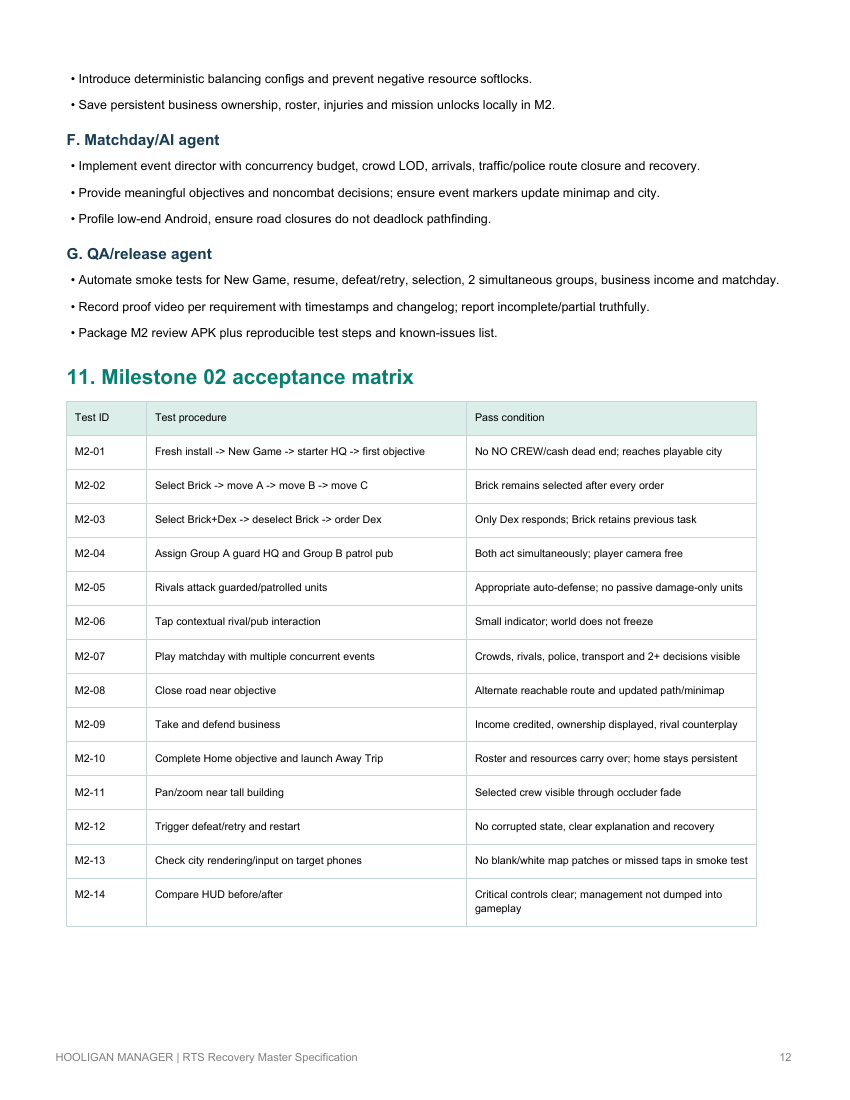 • Introduce deterministic balancing configs and prevent negative resource softlocks.
• Save persistent business ownership, roster, injuries and mission unlocks locally in M2.
F. Matchday/AI agent
• Implement event director with concurrency budget, crowd LOD, arrivals, traffic/police route closure and recovery.
• Provide meaningful objectives and noncombat decisions; ensure event markers update minimap and city.
• Profile low-end Android, ensure road closures do not deadlock pathfinding.
G. QA/release agent
• Automate smoke tests for New Game, resume, defeat/retry, selection, 2 simultaneous groups, business income and matchday.
• Record proof video per requirement with timestamps and changelog; report incomplete/partial truthfully.
• Package M2 review APK plus reproducible test steps and known-issues list.
11. Milestone 02 acceptance matrix
Test ID Test procedure Pass condition
M2-01 Fresh install -> New Game -> starter HQ -> first objective No NO CREW/cash dead end; reaches playable city
M2-02 Select Brick -> move A -> move B -> move C Brick remains selected after every order
M2-03 Select Brick+Dex -> deselect Brick -> order Dex Only Dex responds; Brick retains previous task
M2-04 Assign Group A guard HQ and Group B patrol pub Both act simultaneously; player camera free
M2-05 Rivals attack guarded/patrolled units Appropriate auto-defense; no passive damage-only units
M2-06 Tap contextual rival/pub interaction Small indicator; world does not freeze
M2-07 Play matchday with multiple concurrent events Crowds, rivals, police, transport and 2+ decisions visible
M2-08 Close road near objective Alternate reachable route and updated path/minimap
M2-09 Take and defend business Income credited, ownership displayed, rival counterplay
M2-10 Complete Home objective and launch Away Trip Roster and resources carry over; home stays persistent
M2-11 Pan/zoom near tall building Selected crew visible through occluder fade
M2-12 Trigger defeat/retry and restart No corrupted state, clear explanation and recovery
M2-13 Check city rendering/input on target phones No blank/white map patches or missed taps in smoke test
M2-14 Compare HUD before/after Critical controls clear; management not dumped into
gameplay
HOOLIGAN MANAGER | RTS Recovery Master Specification 12